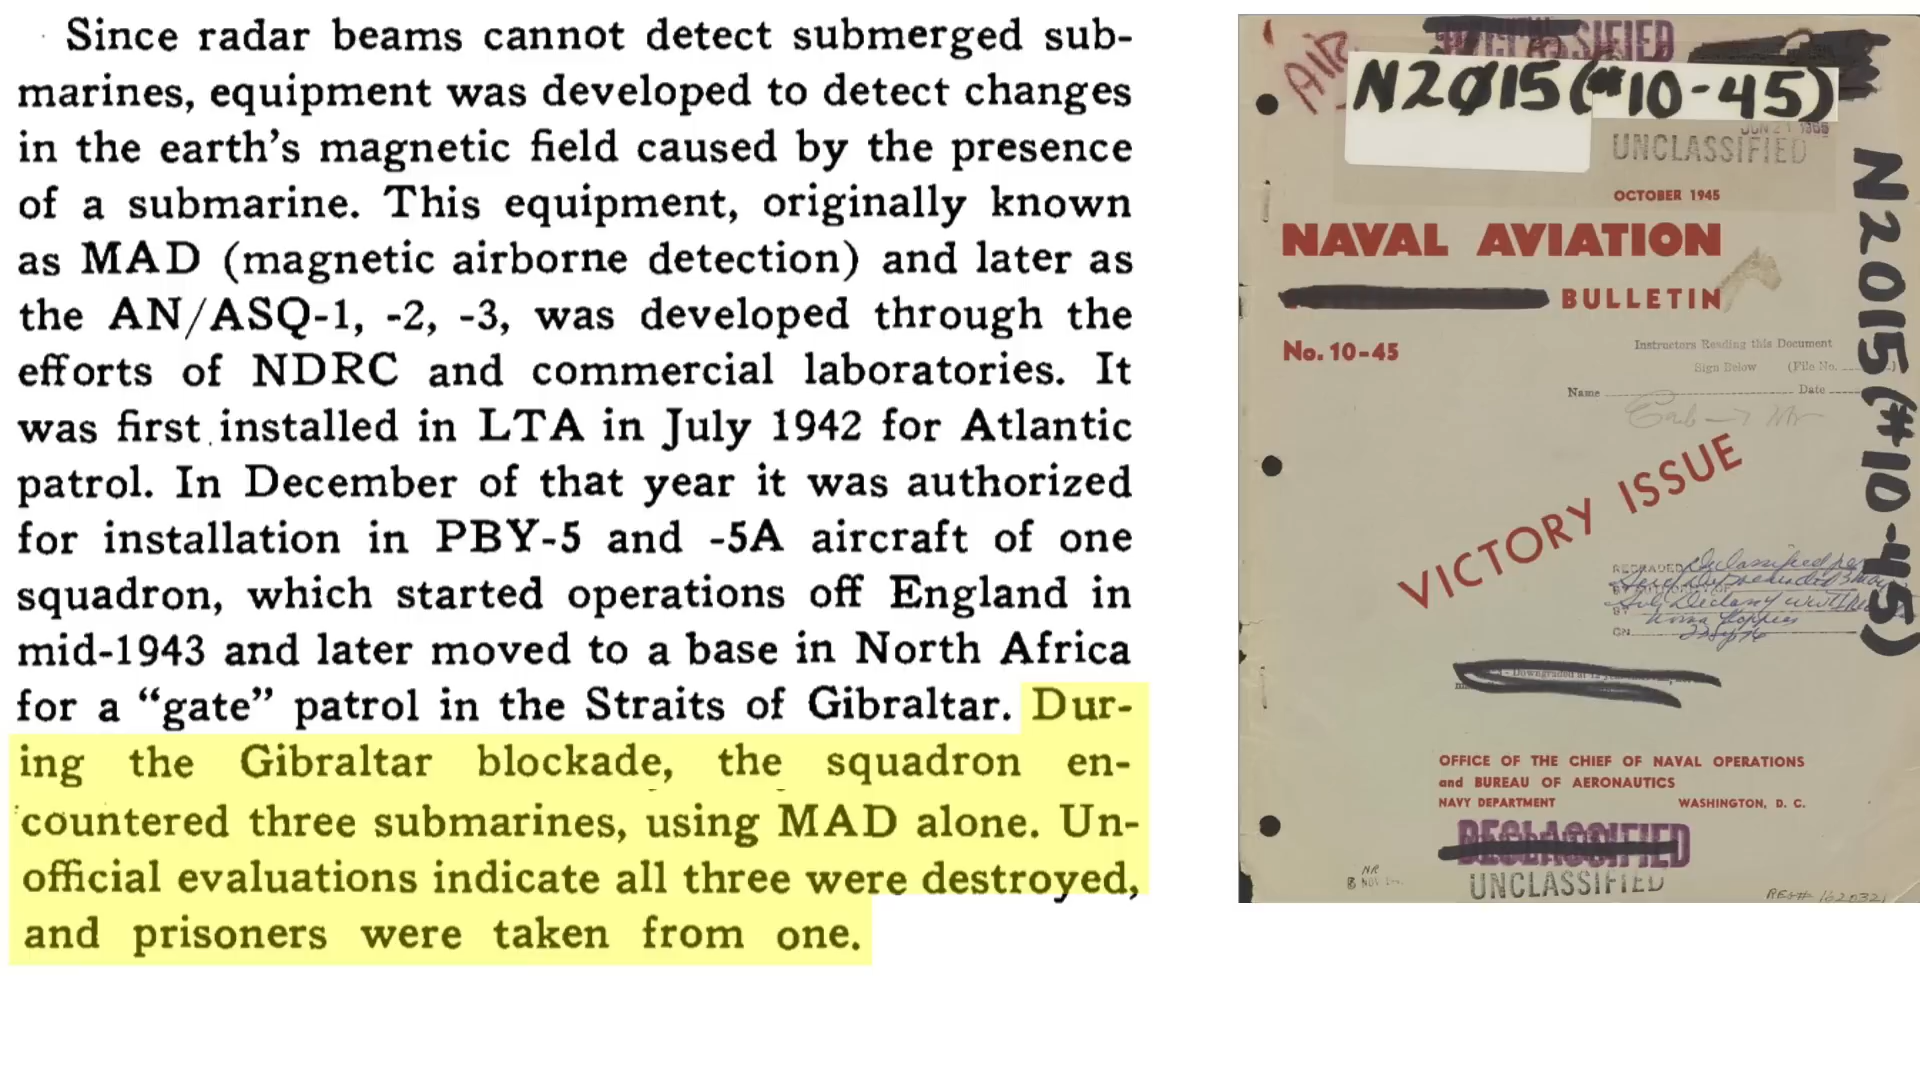 Since radar beams cannot detect submerged sub-
marines, equipment was developed to detect changes
in the earth's magnetic field caused by the presence
of a submarine. This equipment, originally known
as MAD (magnetic airborne detection) and later as
the AN/ASQ-1, -2, -3, was developed through the
efforts of NDRC and commercial laboratories. It
was first installed in LTA in July 1942 for Atlantic
patrol. In December of that year it was authorized
for installation in PBY-5 and -5A aircraft of one
squadron, which started operations off England in
mid-1943 and later moved to a base in North Africa
for a “gate” patrol in the Straits of Gibraltar. Dur-
ing the Gibraltar blockade, the squadron en-
countered three submarines, using MAD alone. Un-
official evaluations indicate all three were destroyed,
and prisoners were taken from one.
N2Ø15(#10-45)
UNCLASSIFIED
OCTOBER 1945
NAVAL AVIATION
BULLETIN
No. 10-45
Instructors Reading this Document
Sign Below (File No.
Name Date
VICTORY ISSUE
REGRADED
BY
ON
OFFICE OF THE CHIEF OF NAVAL OPERATIONS
and BUREAU OF AERONAUTICS
NAVY DEPARTMENT WASHINGTON, D. C.
DECLASSIFIED
UNCLASSIFIED
N2015(#10-45)